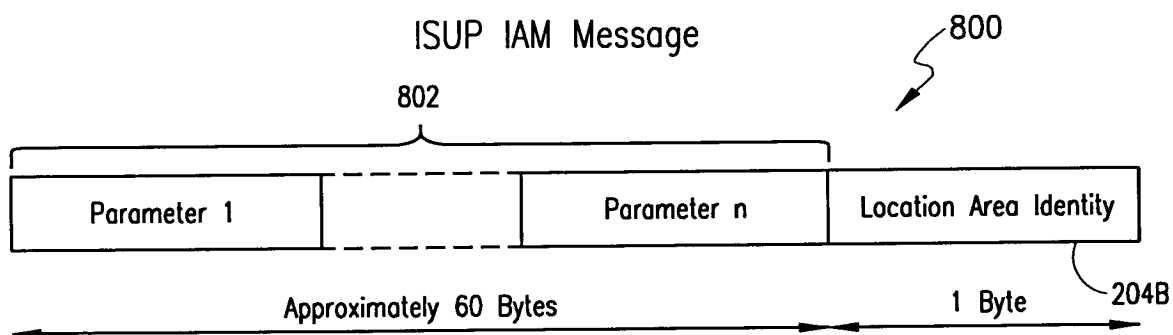 ISUP IAM Message
800
802
Parameter 1
Parameter n
Location Area Identity
204B
Approximately 60 Bytes
1 Byte